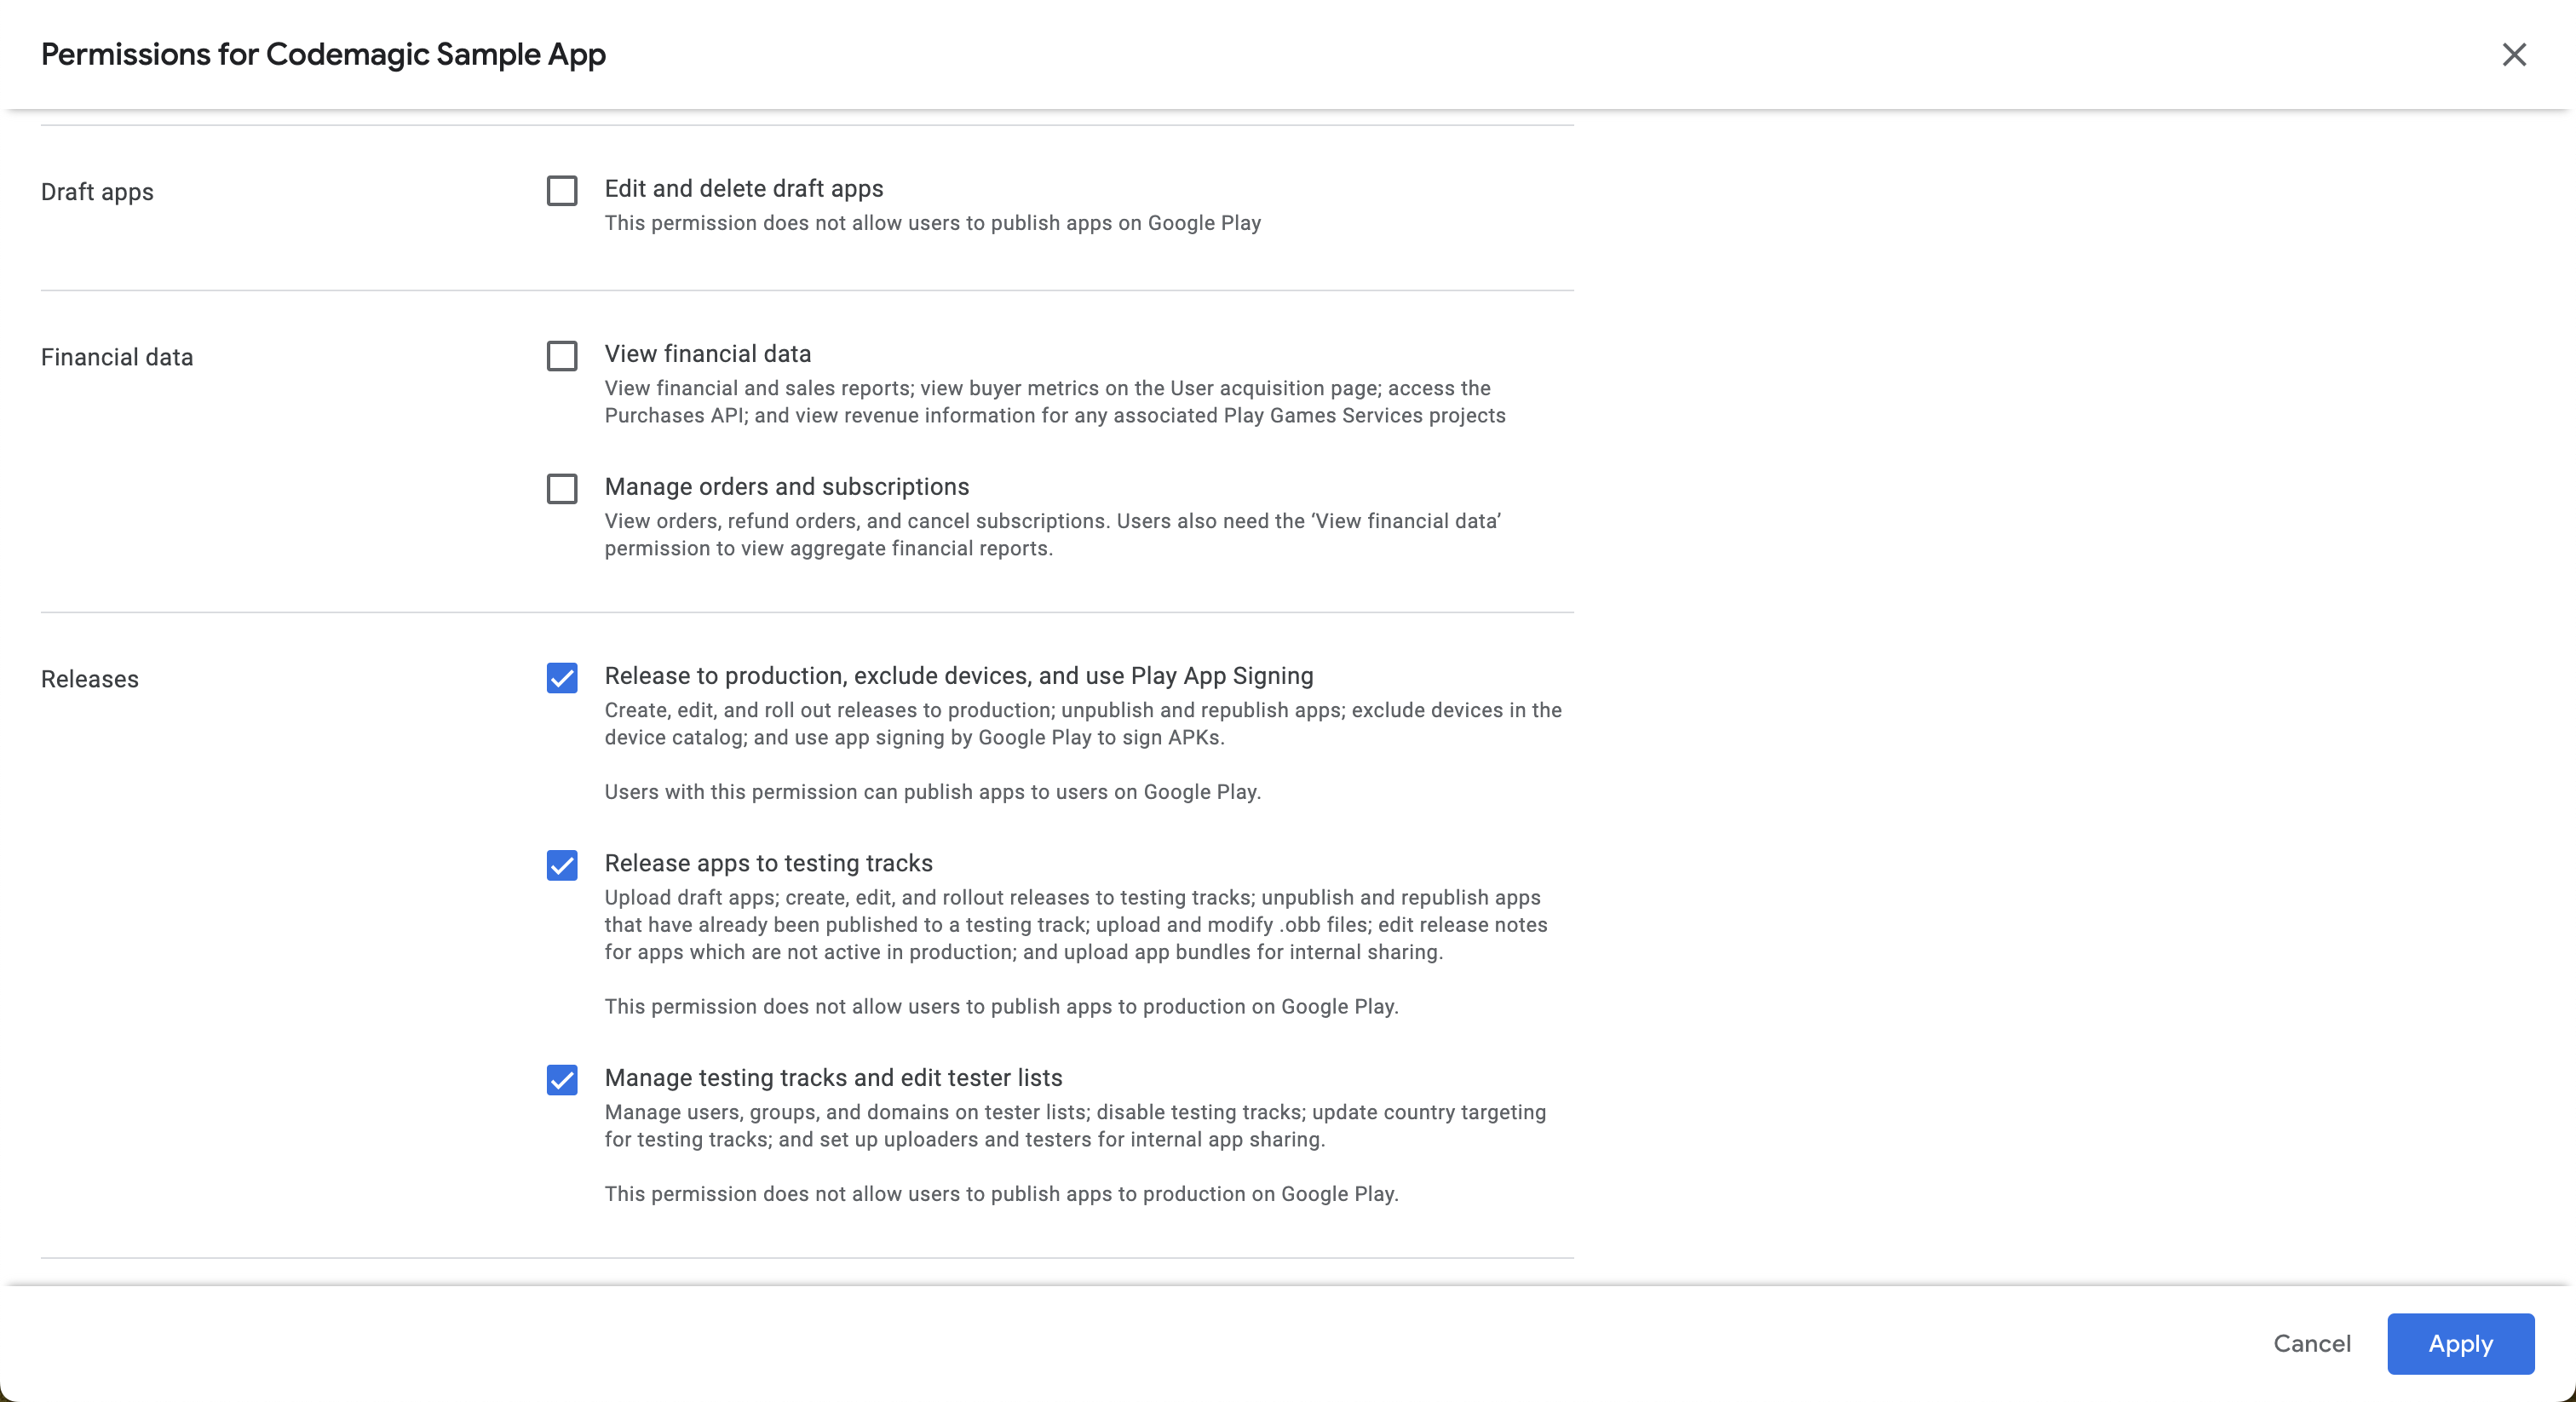 Permissions for Codemagic Sample App
Draft apps
Edit and delete draft apps
This permission does not allow users to publish apps on Google Play
Financial data
View financial data
View financial and sales reports; view buyer metrics on the User acquisition page; access the
Purchases API; and view revenue information for any associated Play Games Services projects
Manage orders and subscriptions
View orders, refund orders, and cancel subscriptions. Users also need the ‘View financial data’
permission to view aggregate financial reports.
Releases
Release to production, exclude devices, and use Play App Signing
Create, edit, and roll out releases to production; unpublish and republish apps; exclude devices in the
device catalog; and use app signing by Google Play to sign APKs.
Users with this permission can publish apps to users on Google Play.
Release apps to testing tracks
Upload draft apps; create, edit, and rollout releases to testing tracks; unpublish and republish apps
that have already been published to a testing track; upload and modify .obb files; edit release notes
for apps which are not active in production; and upload app bundles for internal sharing.
This permission does not allow users to publish apps to production on Google Play.
Manage testing tracks and edit tester lists
Manage users, groups, and domains on tester lists; disable testing tracks; update country targeting
for testing tracks; and set up uploaders and testers for internal app sharing.
This permission does not allow users to publish apps to production on Google Play.
Cancel
Apply